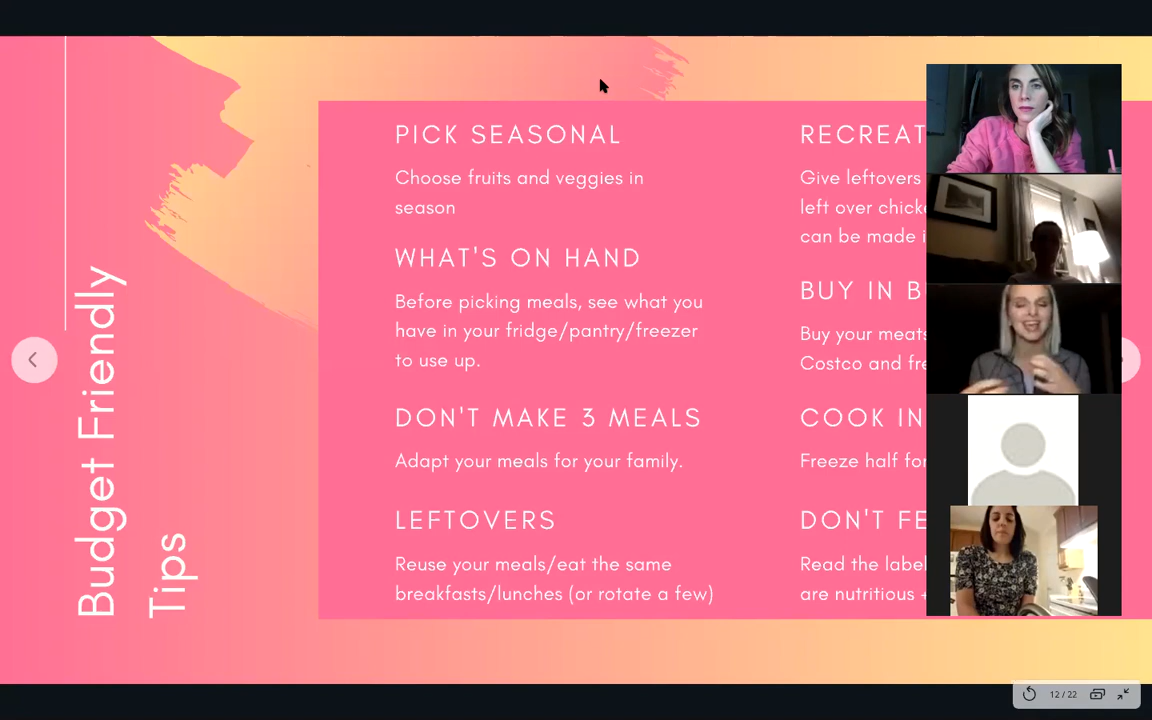 Budget Friendly
Tips
PICK SEASONAL
Choose fruits and veggies in
season
WHAT'S ON HAND
Before picking meals, see what you
have in your fridge/pantry/freezer
to use up.
DON'T MAKE 3 MEALS
Adapt your meals for your family.
LEFTOVERS
Reuse your meals/eat the same
breakfasts/lunches (or rotate a few)
Give leftovers
left over
can be made
BUY IN
Buy your meats
Costco and
COOK IN
Freeze half for
DON'T
Read the label
are nutritious +
12 / 22